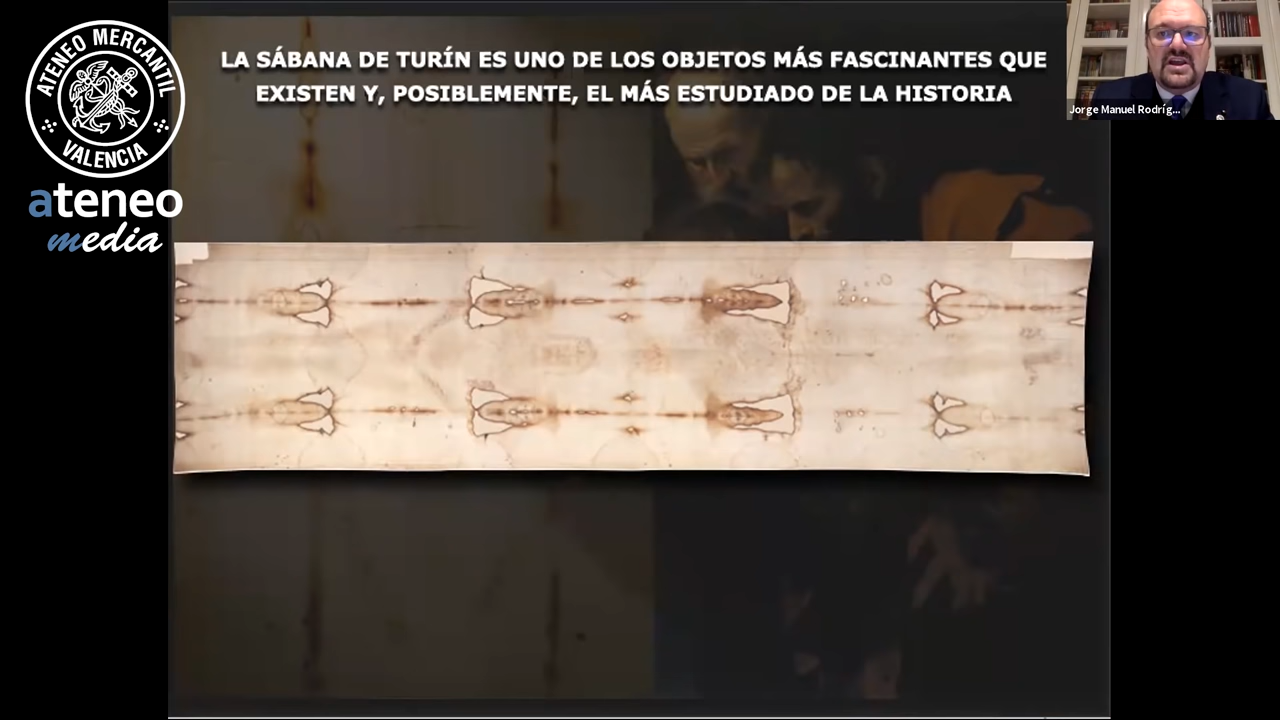 ATENEO MERCANTIL
VALENCIA
ateneo
media
LA SÁBANA DE TURÍN ES UNO DE LOS OBJETOS MÁS FASCINANTES QUE
EXISTEN Y, POSIBLEMENTE, EL MÁS ESTUDIADO DE LA HISTORIA
Jorge Manuel Rodríg...